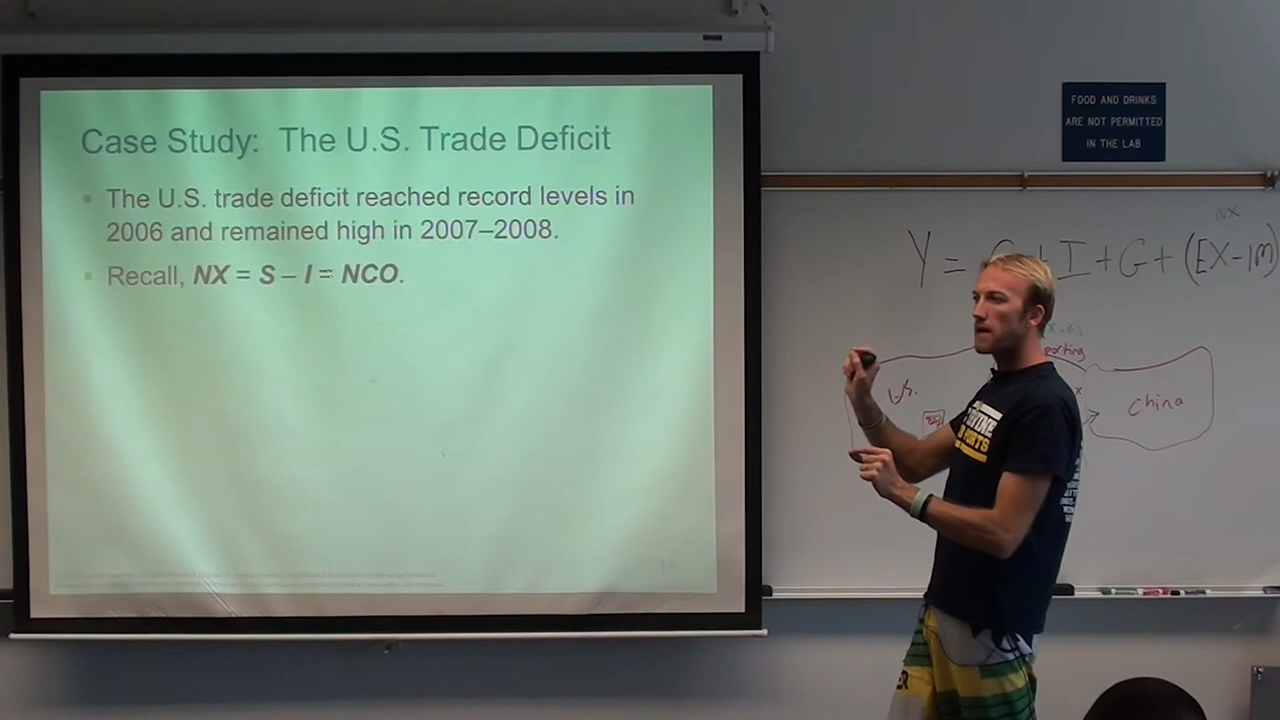 Case Study: The U.S. Trade Deficit
The U.S. trade deficit reached record levels in
2006 and remained high in 2007–2008.
Recall, NX = S – I = NCO.
18
FOOD AND DRINKS
ARE NOT PERMITTED
IN THE LAB
NX
Y = C + I + G + (EX-IM)
U.S.
China